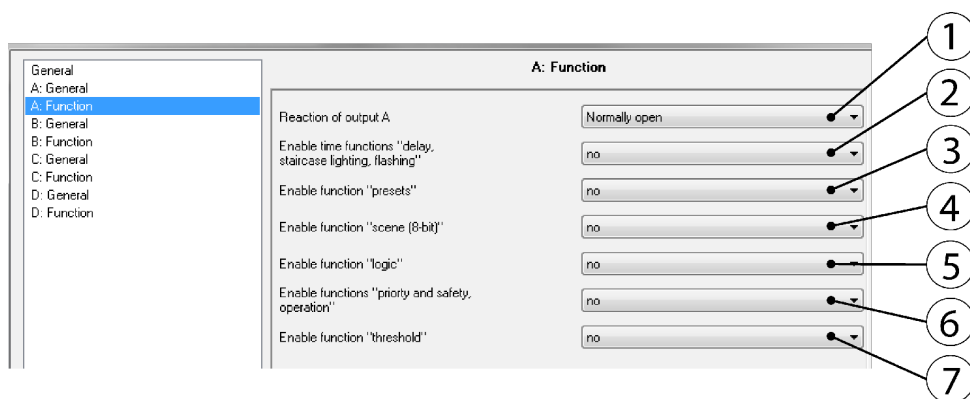 General
A: General
A: Function
B: General
B: Function
C: General
C: Function
D: General
D: Function
A: Function
Reaction of output A
Normally open
Enable time functions "delay,
staircase lighting, flashing"
no
Enable function "presets"
no
Enable function "scene (8-bit)"
no
Enable function "logic"
no
Enable functions "priorty and safety,
operation"
no
Enable function "threshold"
no
1
2
3
4
5
6
7